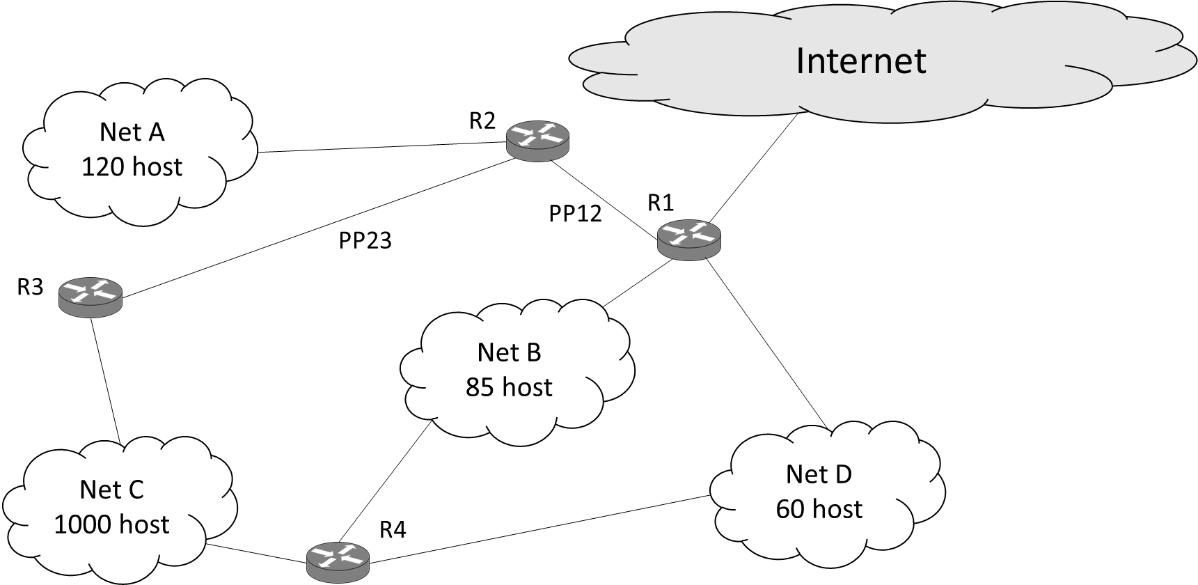 Internet
R2
Net A
120 host
R1
PP12
PP23
R3
Net B
85 host
Net D
60 host
Net C
1000 host
R4